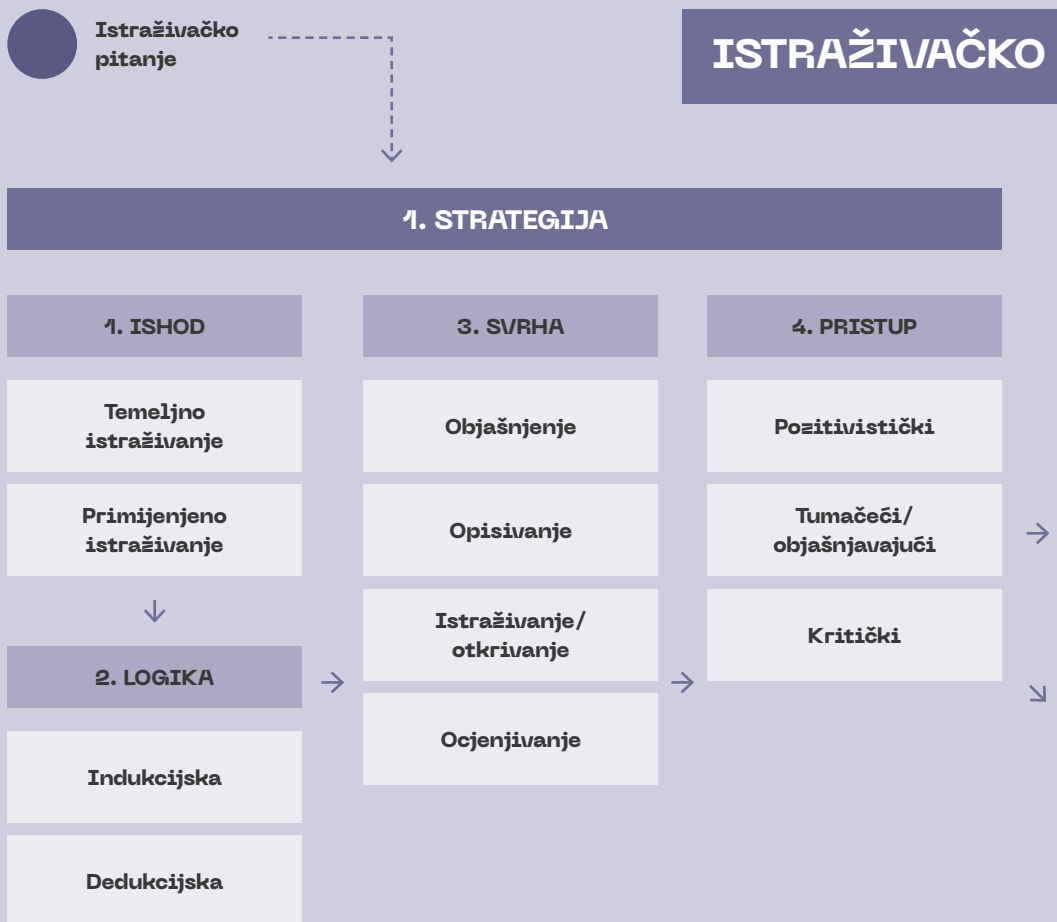 Istraživačko
pitanje
ISTRAŽIVAČKO
1. STRATEGIJA
1. ISHOD
Temeljno
istraživanje
Primijenjeno
istraživanje
2. LOGIKA
Indukcijska
Dedukcijska
3. SVRHA
Objašnjenje
Opisivanje
Istraživanje/
otkrivanje
Ocjenjivanje
4. PRISTUP
Pozitivistički
Tumačeći/
objašnjavajući
Kritički